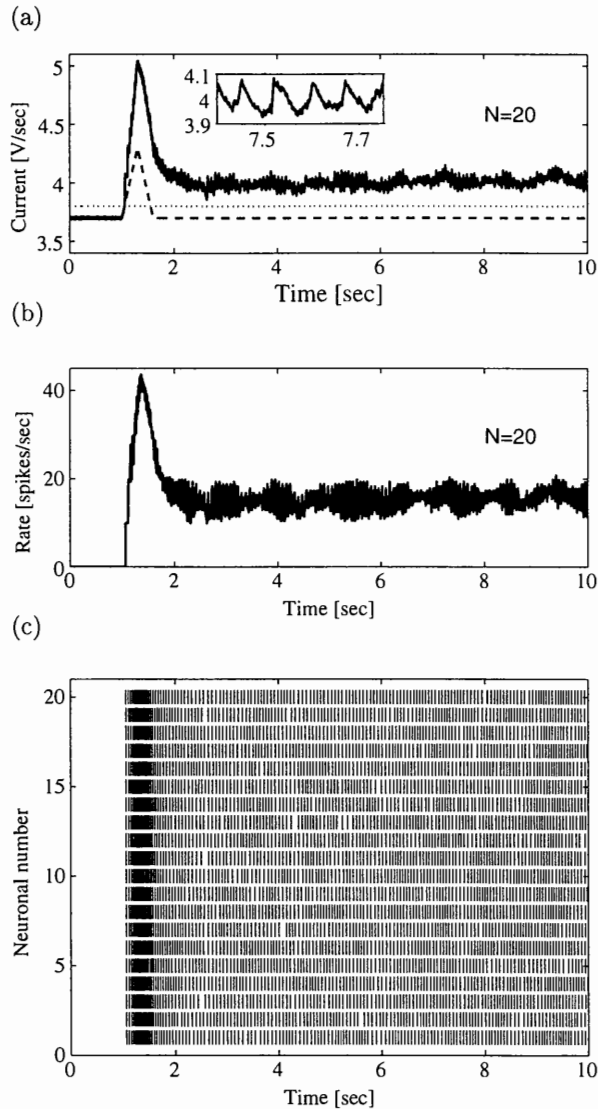 (a)
Current [V/sec]
5
4.5
4
3.5
4.1
4
3.9
7.5 7.7
N=20
0 2 4 6 8 10
Time [sec]
(b)
Rate [spikes/sec]
40
20
0
N=20
0 2 4 6 8 10
Time [sec]
(c)
Neuronal number
20
15
10
5
0
0 2 4 6 8 10
Time [sec]